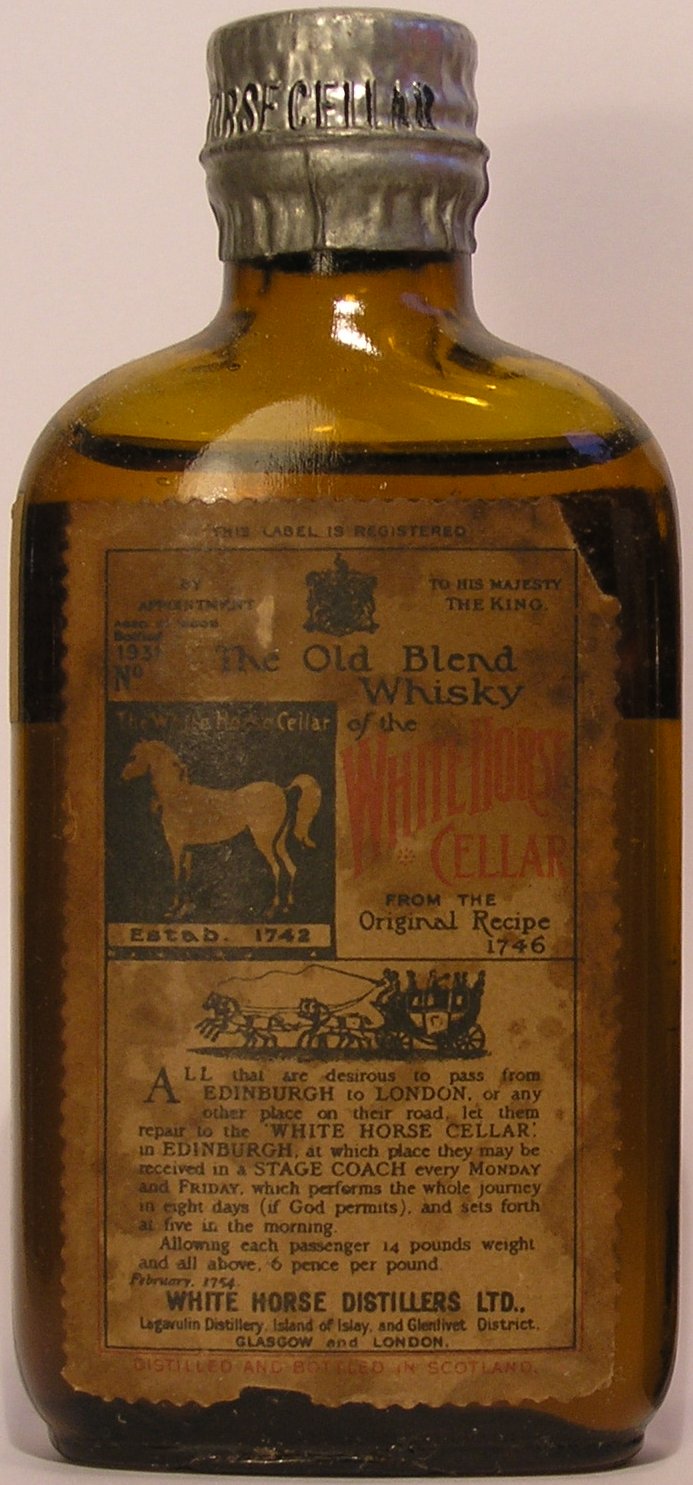 ORSE CELLAR
THIS LABEL IS REGISTERED
BY
APPOINTMENT
TO HIS MAJESTY
THE KING.
Bottled
1931
No
The Old Blend
Whisky
of the
The White Horse Cellar
WHITE HORSE
CELLAR
FROM THE
Original Recipe
1746
Estab. 1742
ALL that are desirous to pass from
EDINBURGH to LONDON, or any
other place on their road, let them
repair to the "WHITE HORSE CELLAR".
in EDINBURGH, at which place they may be
received in a STAGE COACH every MONDAY
and FRIDAY, which performs the whole journey
in eight days (if God permits), and sets forth
at five in the morning.
Allowing each passenger 14 pounds weight
and all above, 6 pence per pound.
February, 1754.
WHITE HORSE DISTILLERS LTD.,
Lagavulin Distillery, Island of Islay, and Glenlivet District.
GLASGOW and LONDON.
DISTILLED AND BOTTLED IN SCOTLAND.